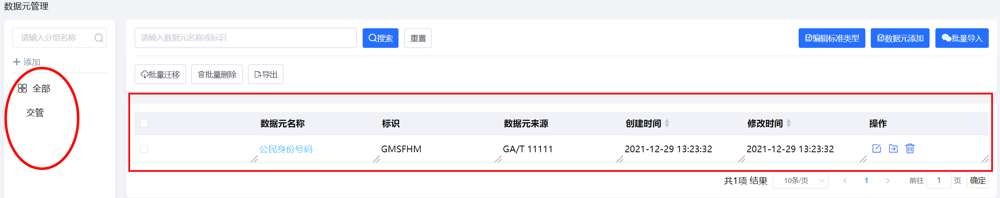 数据元管理
请输入分组名称
添加
全部
交管
请输入数据元名称或标识 搜索 重置 编辑标准类型 数据元添加 批量导入
批量迁移 批量删除 导出
数据元名称 标识 数据元来源 创建时间 修改时间 操作
公民身份号码 GMSFHM GA/T 11111 2021-12-29 13:23:32 2021-12-29 13:23:32
共1项 结果 10条/页 1 前往 1 页 确定